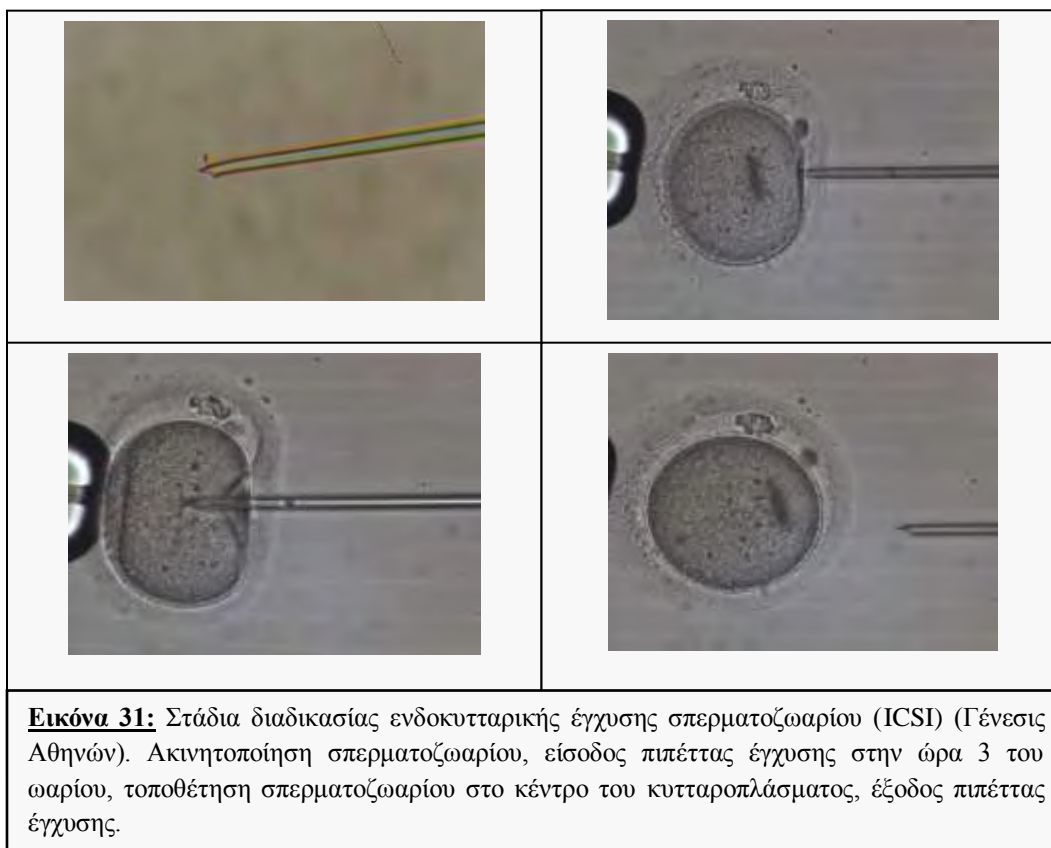 Εικόνα 31: Στάδια διαδικασίας ενδοκυτταρικής έγχυσης σπερματοζωαρίου (ICSI) (Γένεσις
Αθηνών). Ακινητοποίηση σπερματοζωαρίου, είσοδος πιπέττας έγχυσης στην ώρα 3 του
ωαρίου, τοποθέτηση σπερματοζωαρίου στο κέντρο του κυτταροπλάσματος, έξοδος πιπέττας
έγχυσης.